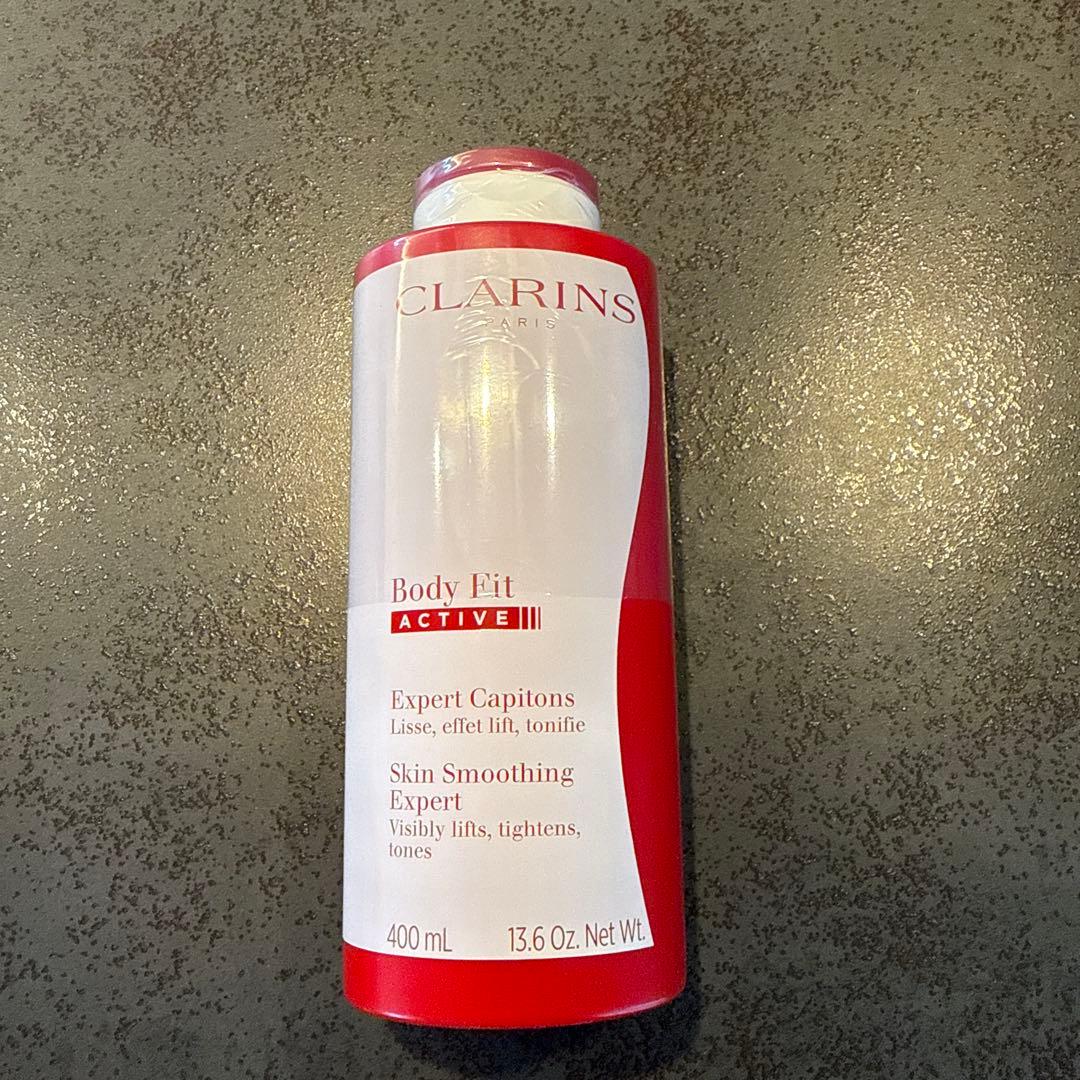 CLARINS
PARIS
Body Fit
ACTIVE
Expert Capitons
Lisse, effet lift, tonifie
Skin Smoothing
Expert
Visibly lifts, tightens,
tones
400 mL 13.6 Oz. Net Wt.